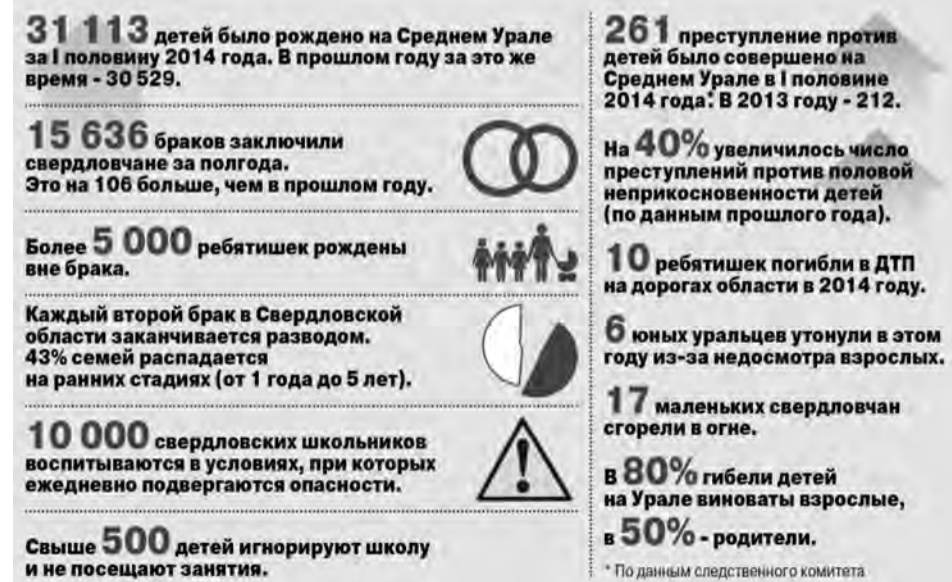 31 113 детей было рождено на Среднем Урале
за I половину 2014 года. В прошлом году за это же
время - 30 529.
15 636 браков заключили
свердловчане за полгода.
Это на 106 больше, чем в прошлом году.
Более 5 000 ребятишек рождены
вне брака.
Каждый второй брак в Свердловской
области заканчивается разводом.
43% семей распадается
на ранних стадиях (от 1 года до 5 лет).
10 000 свердловских школьников
воспитываются в условиях, при которых
ежедневно подвергаются опасности.
Свыше 500 детей игнорируют школу
и не посещают занятия.
261 преступление против
детей было совершено на
Среднем Урале в I половине
2014 года.* В 2013 году - 212.
На 40% увеличилось число
преступлений против половой
неприкосновенности детей
(по данным прошлого года).
10 ребятишек погибли в ДТП
на дорогах области в 2014 году.
6 юных уральцев утонули в этом
году из-за недосмотра взрослых.
17 маленьких свердловчан
сгорели в огне.
В 80% гибели детей
на Урале виноваты взрослые,
в 50% - родители.
* По данным следственного комитета